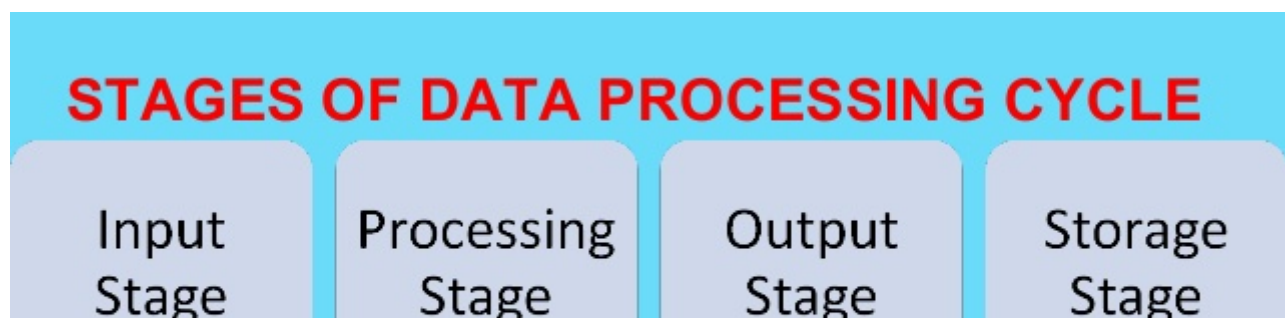 STAGES OF DATA PROCESSING CYCLE
Input
Stage
Processing
Stage
Output
Stage
Storage
Stage